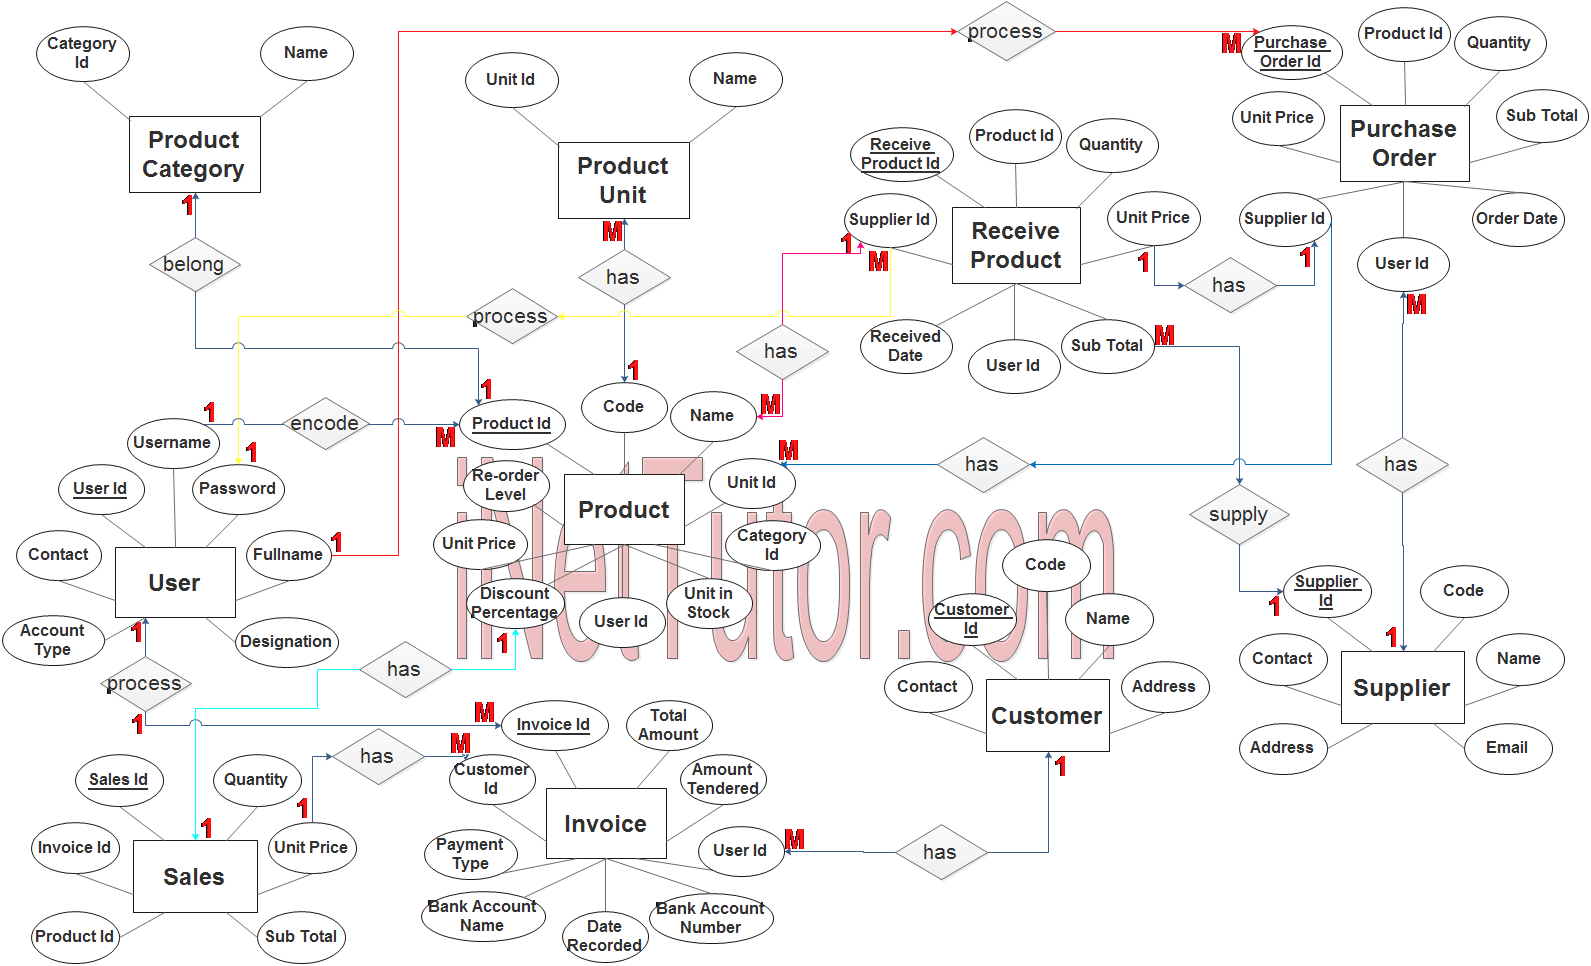 Category
Id
Name
Unit Id
Name
process
M
Purchase
Order Id
Product Id
Quantity
Unit Price
Sub Total
Purchase
Order
Product
Category
Product
Unit
Receive
Product Id
Product Id
Quantity
Supplier Id
Unit Price
Receive
Product
Supplier Id
Order Date
User Id
1
M
1
M
1
1
belong
has
has
process
M
Received
Date
User Id
Sub Total
M
has
1
1
Code
Name
M
1
encode
M
Product Id
Username
1
User Id
Password
Re-order
Level
Product
Unit Id
M
has
has
iNetTutor.com
supply
Contact
User
Fullname
1
Unit Price
Category
Id
Discount
Percentage
User Id
Unit in
Stock
Account
Type
Designation
1
1
has
process
1
Code
Customer
Id
Name
Contact
Address
Customer
1
Supplier
Id
1
Code
1
Contact
Name
Supplier
Address
Email
M
Invoice Id
Total
Amount
has
M
Customer
Id
Amount
Tendered
Invoice
Payment
Type
User Id
M
has
Bank Account
Name
Date
Recorded
Bank Account
Number
Sales Id
Quantity
1
1
Invoice Id
Unit Price
Sales
Product Id
Sub Total